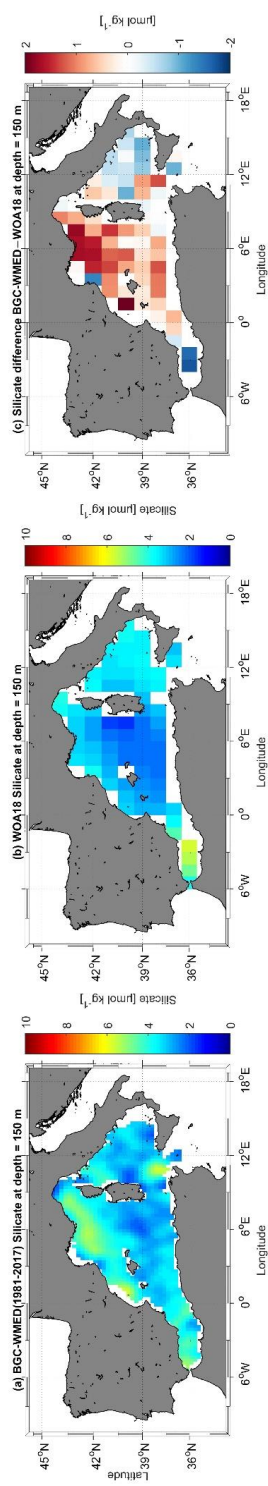 (a) BGC-WMED(1981-2017) Silicate at depth = 150 m
45°N
42°N
39°N
36°N
Latitude
6°W
0°
6°E
12°E
18°E
Longitude
10
8
6
4
2
0
Silicate [μmol kg-1]
(b) WOA18 Silicate at depth = 150 m
45°N
42°N
39°N
36°N
6°W
0°
6°E
12°E
18°E
Longitude
10
8
6
4
2
0
Silicate [μmol kg-1]
(c) Silicate difference BGC-WMED−WOA18 at depth = 150 m
45°N
42°N
39°N
36°N
6°W
0°
6°E
12°E
18°E
Longitude
2
1
0
-1
-2
[μmol kg-1]